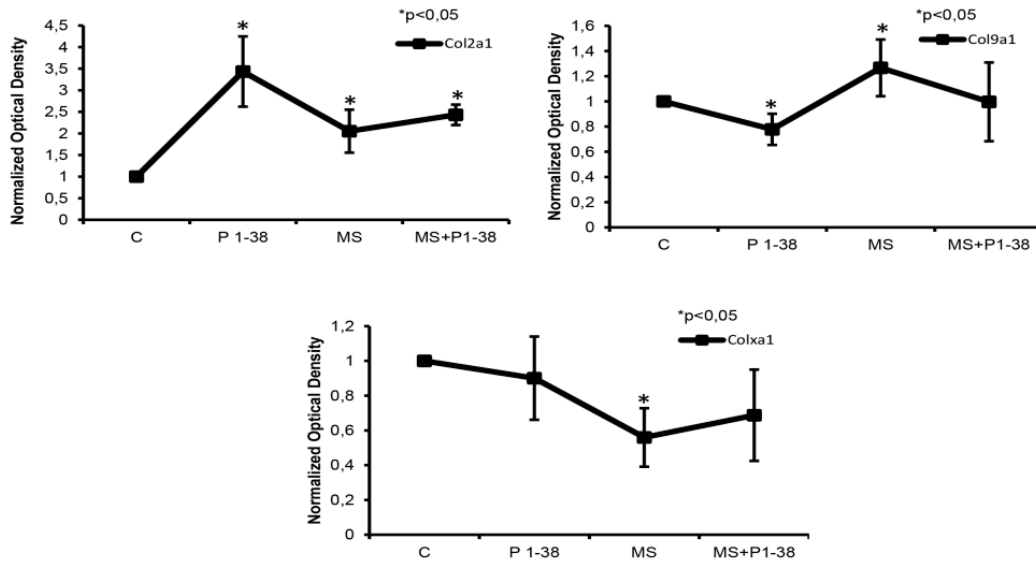 *p<0,05
Col2a1
Normalized Optical Density
4,5
4
3,5
3
2,5
2
1,5
1
0,5
0
*
*
*
C
P 1-38
MS
MS+P1-38
*p<0,05
Col9a1
Normalized Optical Density
1,6
1,4
1,2
1
0,8
0,6
0,4
0,2
0
*
*
C
P 1-38
MS
MS+P1-38
*p<0,05
Colxa1
Normalized Optical Density
1,2
1
0,8
0,6
0,4
0,2
0
*
C
P 1-38
MS
MS+P1-38